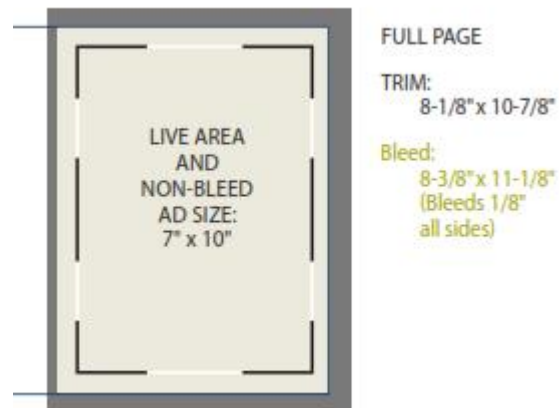 LIVE AREA
AND
NON-BLEED
AD SIZE:
7" x 10"
FULL PAGE
TRIM:
8-1/8" x 10-7/8"
Bleed:
8-3/8" x 11-1/8"
(Bleeds 1/8"
all sides)